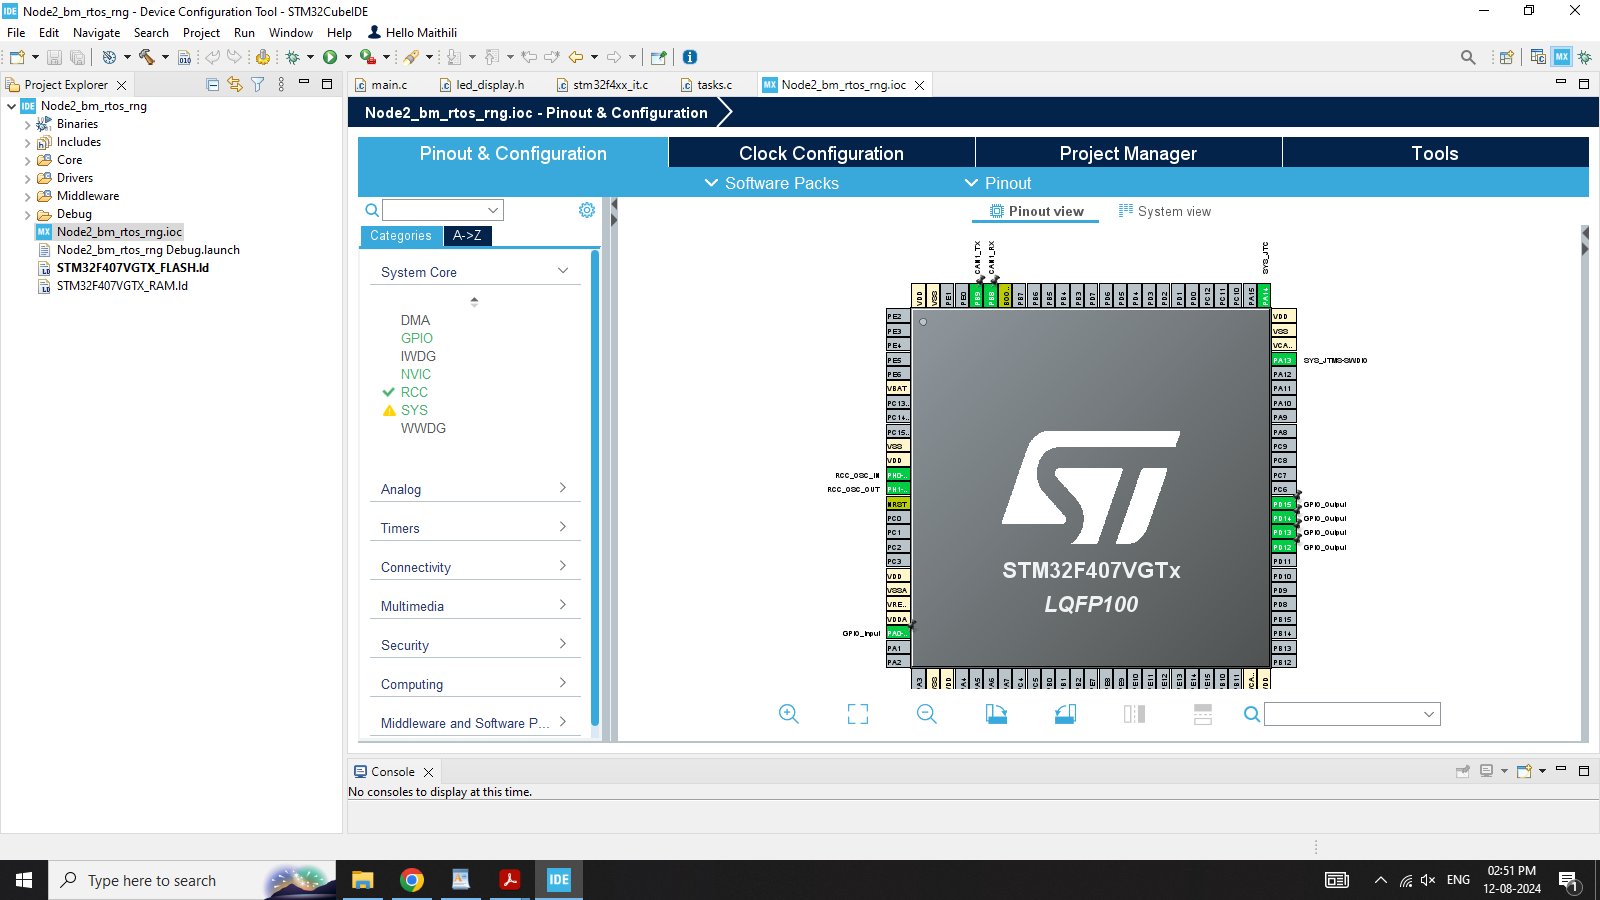 Node2_bm_rtos_rng - Device Configuration Tool - STM32CubeIDE
File Edit Navigate Search Project Run Window Help Hello Maithili
Project Explorer
main.c led_display.h stm32f4xx_it.c tasks.c Node2_bm_rtos_rng.ioc
Node2_bm_rtos_rng
Binaries
Includes
Core
Drivers
Middleware
Debug
Node2_bm_rtos_rng.ioc
Node2_bm_rtos_rng Debug.launch
STM32F407VGTX_FLASH.ld
STM32F407VGTX_RAM.ld
Node2_bm_rtos_rng.ioc - Pinout & Configuration
Pinout & Configuration Clock Configuration Project Manager Tools
Software Packs Pinout
Categories A->Z
System Core
DMA
GPIO
IWDG
NVIC
RCC
SYS
WWDG
Analog
Timers
Connectivity
Multimedia
Security
Computing
Middleware and Software P...
Pinout view System view
CAN1_TX
CAN1_RX
SYS_JTC
VDD VSS PE1 PE0 PB9 PB8 BOO.. PB7 PB6 PB5 PB4 PB3 PD7 PD6 PD5 PD4 PD3 PD2 PD1 PD0 PC12 PC11 PC10 PA15 PA14
PE2
PE3
PE4
PE5
PE6
VBAT
PC13..
PC14..
PC15..
VSS
VDD
RCC_OSC_IN PH0-..
RCC_OSC_OUT PH1-..
NRST
PC0
PC1
PC2
PC3
VDD
VSSA
VRE..
VDDA
GPIO_Input PA0-..
PA1
PA2
VDD
VSS
VCA..
PA13 SYS_JTMS-SWDIO
PA12
PA11
PA10
PA9
PA8
PC9
PC8
PC7
PC6
PD15 GPIO_Output
PD14 GPIO_Output
PD13 GPIO_Output
PD12 GPIO_Output
PD11
PD10
PD9
PD8
PB15
PB14
PB13
PB12
STM32F407VGTx
LQFP100
Console
No consoles to display at this time.
Type here to search
IDE
ENG
02:51 PM
12-08-2024
1